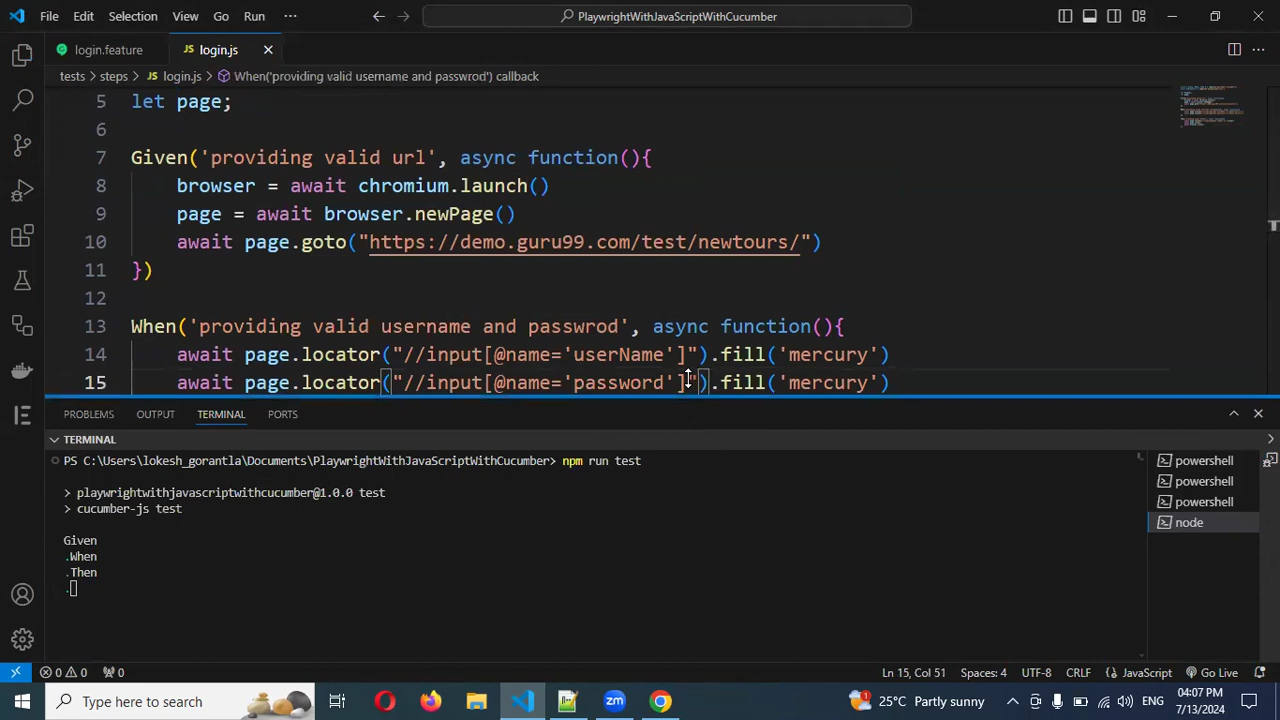 File Edit Selection View Go Run ··· PlaywrightWithJavaScriptWithCucumber
login.feature JS login.js
tests > steps > JS login.js > When('providing valid username and passwrod') callback
5 let page;
6
7 Given('providing valid url', async function(){
8 browser = await chromium.launch()
9 page = await browser.newPage()
10 await page.goto("https://demo.guru99.com/test/newtours/")
11 })
12
13 When('providing valid username and passwrod', async function(){
14 await page.locator("//input[@name='userName']").fill('mercury')
15 await page.locator("//input[@name='password']").fill('mercury')
PROBLEMS OUTPUT TERMINAL PORTS
TERMINAL
PS C:\Users\lokesh_gorantla\Documents\PlaywrightWithJavaScriptWithCucumber> npm run test
> playwrightwithjavascriptwithcucumber@1.0.0 test
> cucumber-js test
Given
.When
.Then
.
powershell
powershell
powershell
node
0 0 0 Ln 15, Col 51 Spaces: 4 UTF-8 CRLF JavaScript Go Live
Type here to search 25°C Partly sunny ENG 04:07 PM 7/13/2024